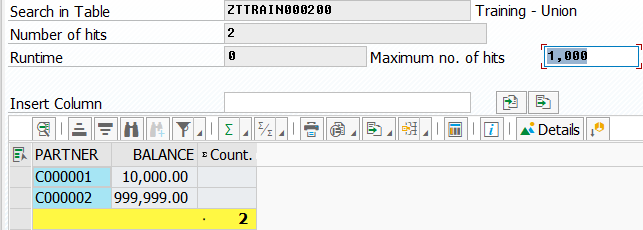 Search in Table ZTTRAIN000200 Training - Union
Number of hits 2
Runtime 0 Maximum no. of hits 1,000
Insert Column
Σ Σ/Σ i Details
PARTNER BALANCE Σ Count.
C000001 10,000.00
C000002 999,999.00
· 2